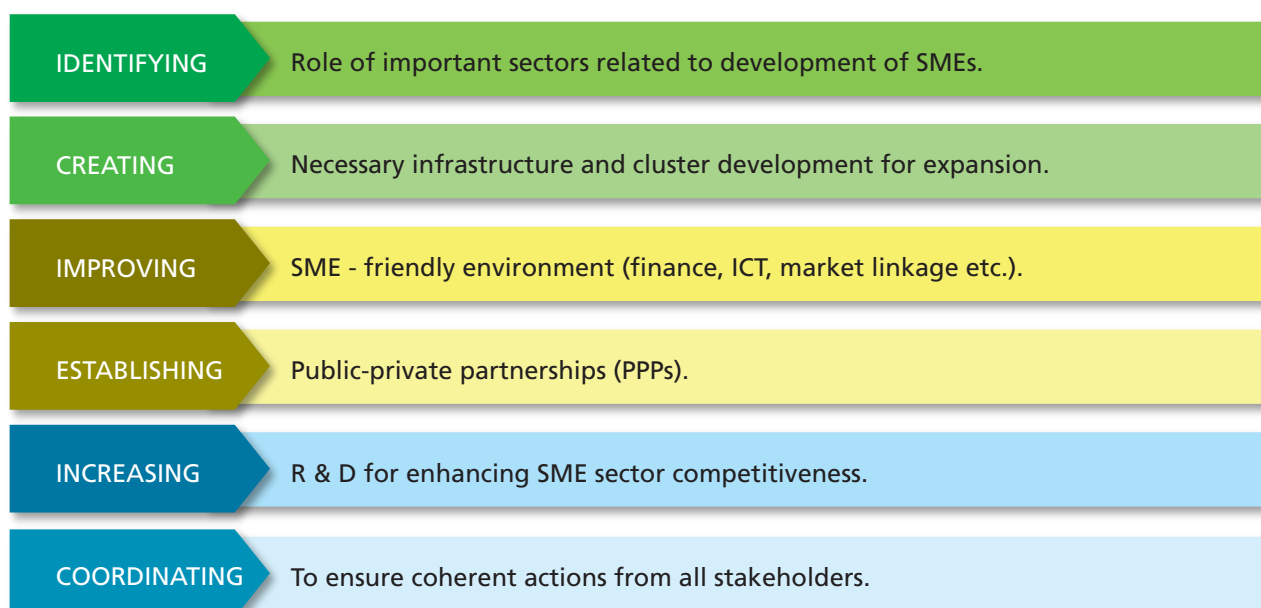 IDENTIFYING Role of important sectors related to development of SMEs.
CREATING Necessary infrastructure and cluster development for expansion.
IMPROVING SME - friendly environment (finance, ICT, market linkage etc.).
ESTABLISHING Public-private partnerships (PPPs).
INCREASING R & D for enhancing SME sector competitiveness.
COORDINATING To ensure coherent actions from all stakeholders.